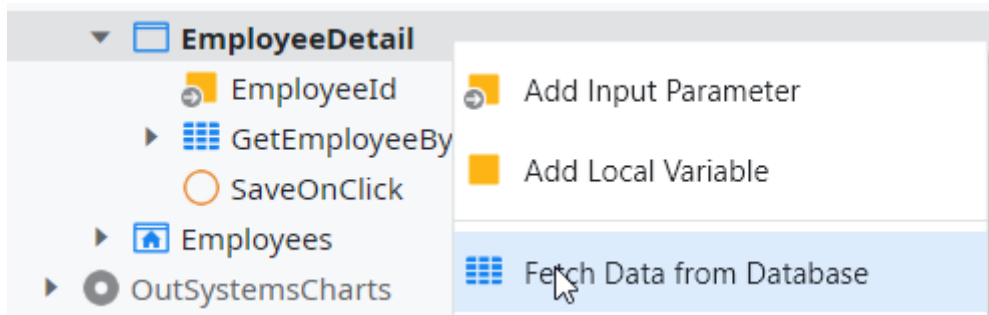 EmployeeDetail
EmployeeId
GetEmployeeBy
SaveOnClick
Employees
OutSystemsCharts
Add Input Parameter
Add Local Variable
Fetch Data from Database